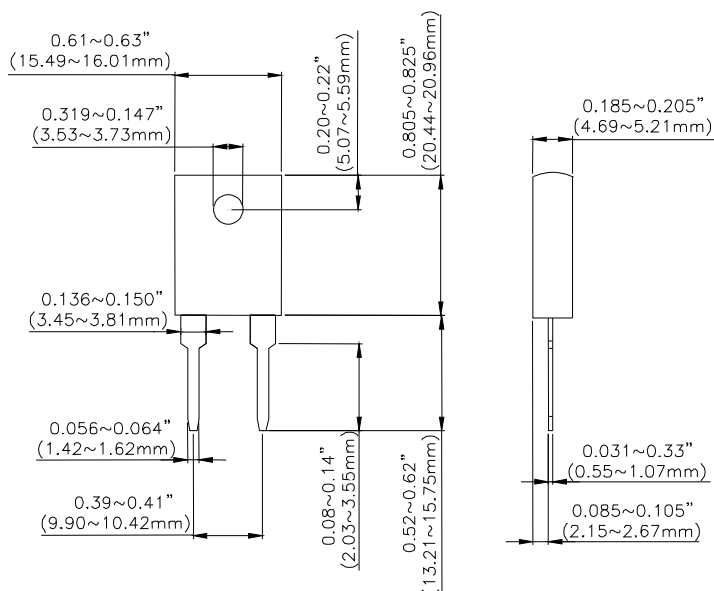 0.61~0.63”
(15.49~16.01mm)
0.319~0.147”
(3.53~3.73mm)
0.20~0.22”
(5.07~5.59mm)
0.805~0.825”
(20.44~20.96mm)
0.185~0.205”
(4.69~5.21mm)
0.136~0.150”
(3.45~3.81mm)
0.056~0.064”
(1.42~1.62mm)
0.39~0.41”
(9.90~10.42mm)
0.08~0.14”
(2.03~3.55mm)
0.52~0.62”
(13.21~15.75mm)
0.031~0.33”
(0.55~1.07mm)
0.085~0.105”
(2.15~2.67mm)